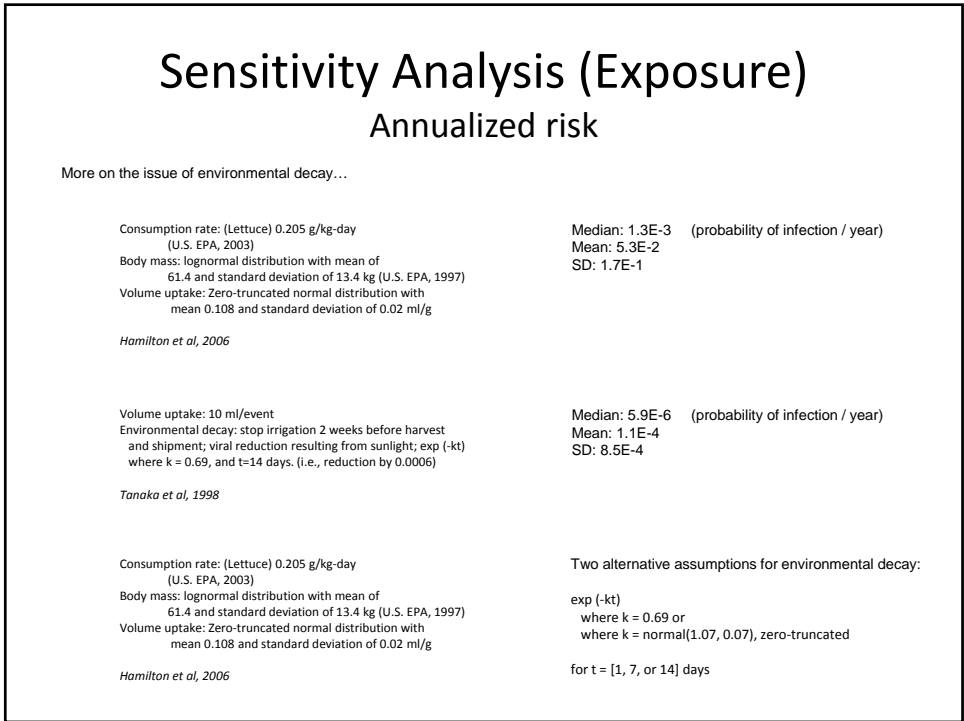 Sensitivity Analysis (Exposure)
Annualized risk
More on the issue of environmental decay…
Consumption rate: (Lettuce) 0.205 g/kg-day
(U.S. EPA, 2003)
Body mass: lognormal distribution with mean of
61.4 and standard deviation of 13.4 kg (U.S. EPA, 1997)
Volume uptake: Zero-truncated normal distribution with
mean 0.108 and standard deviation of 0.02 ml/g
Hamilton et al, 2006
Median: 1.3E-3 (probability of infection / year)
Mean: 5.3E-2
SD: 1.7E-1
Volume uptake: 10 ml/event
Environmental decay: stop irrigation 2 weeks before harvest
and shipment; viral reduction resulting from sunlight; exp (-kt)
where k = 0.69, and t=14 days. (i.e., reduction by 0.0006)
Tanaka et al, 1998
Median: 5.9E-6 (probability of infection / year)
Mean: 1.1E-4
SD: 8.5E-4
Consumption rate: (Lettuce) 0.205 g/kg-day
(U.S. EPA, 2003)
Body mass: lognormal distribution with mean of
61.4 and standard deviation of 13.4 kg (U.S. EPA, 1997)
Volume uptake: Zero-truncated normal distribution with
mean 0.108 and standard deviation of 0.02 ml/g
Hamilton et al, 2006
Two alternative assumptions for environmental decay:
exp (-kt)
where k = 0.69 or
where k = normal(1.07, 0.07), zero-truncated
for t = [1, 7, or 14] days